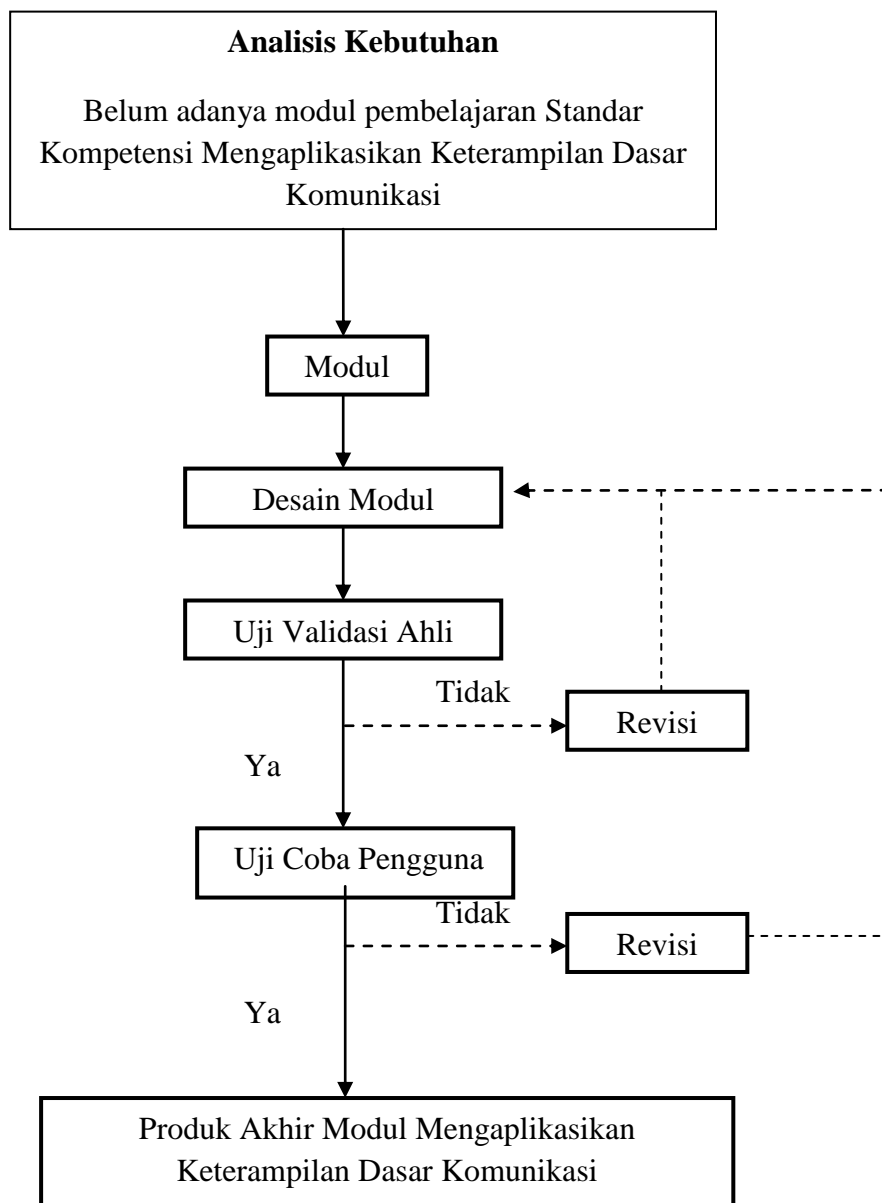 Analisis Kebutuhan
Belum adanya modul pembelajaran Standar
Kompetensi Mengaplikasikan Keterampilan Dasar
Komunikasi
Modul
Desain Modul
Uji Validasi Ahli
Tidak
Revisi
Ya
Uji Coba Pengguna
Tidak
Revisi
Ya
Produk Akhir Modul Mengaplikasikan
Keterampilan Dasar Komunikasi